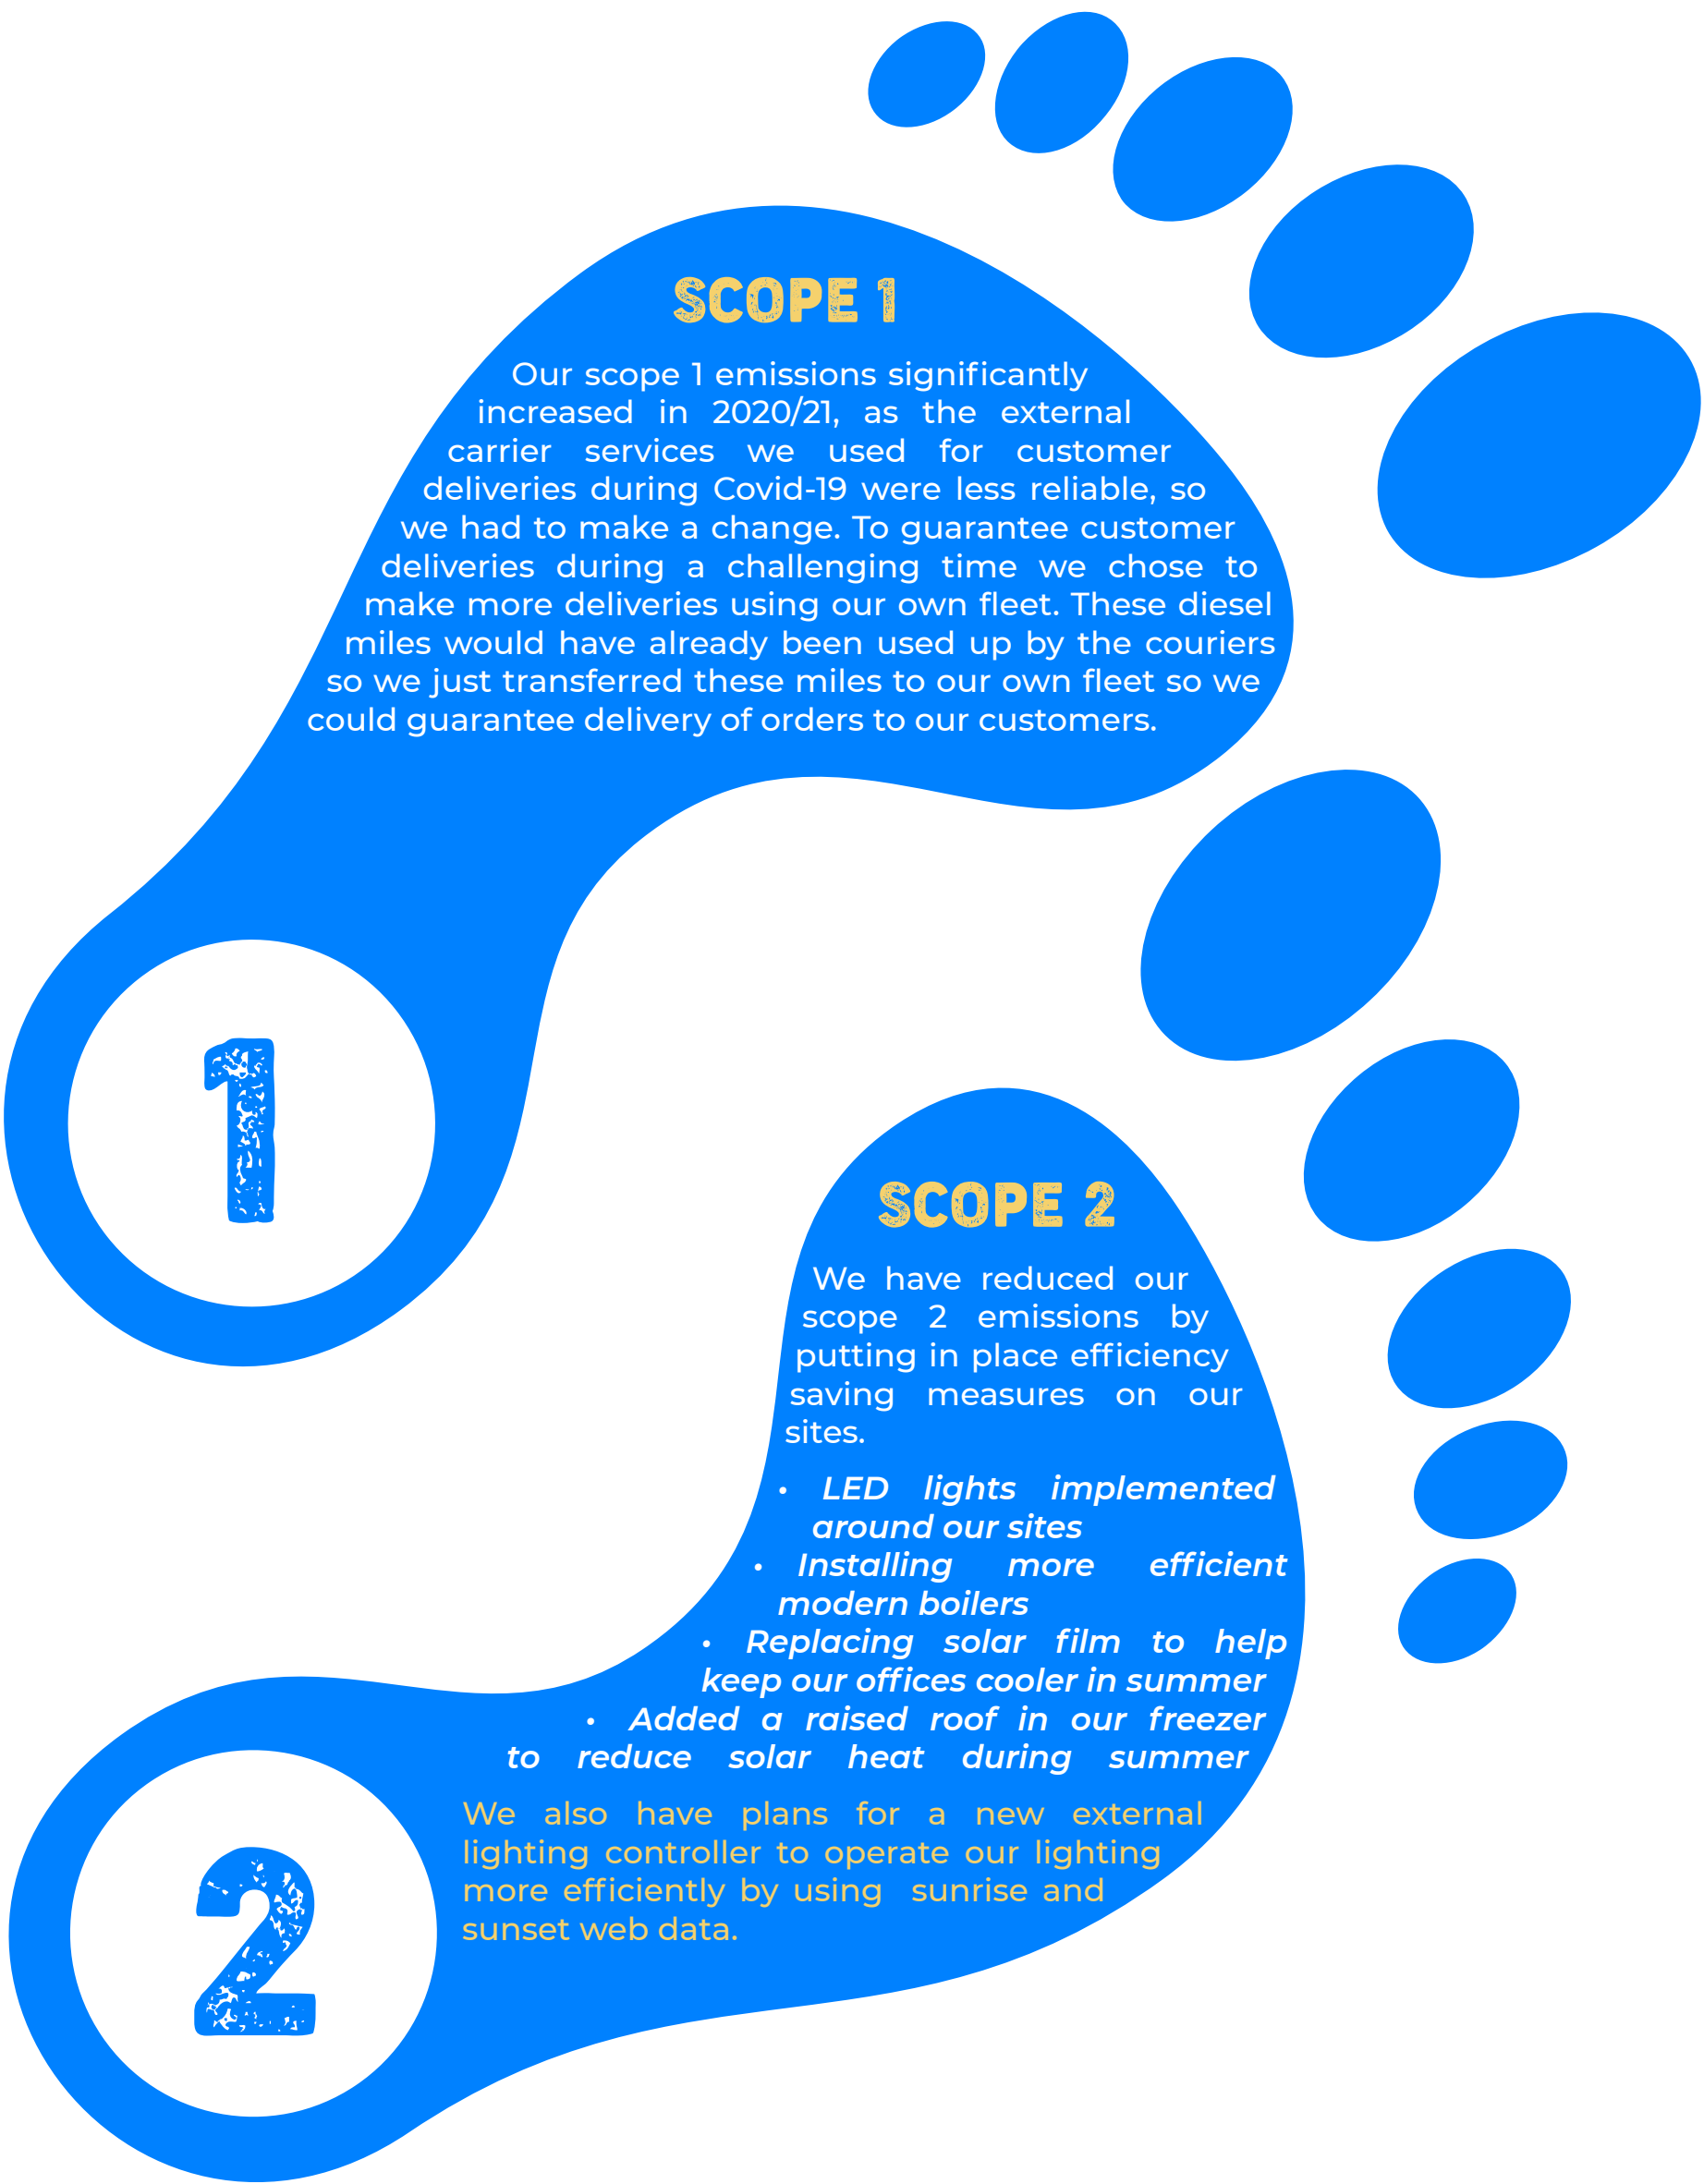 SCOPE 1
Our scope 1 emissions significantly
increased in 2020/21, as the external
carrier services we used for customer
deliveries during Covid-19 were less reliable, so
we had to make a change. To guarantee customer
deliveries during a challenging time we chose to
make more deliveries using our own fleet. These diesel
miles would have already been used up by the couriers
so we just transferred these miles to our own fleet so we
could guarantee delivery of orders to our customers.
1
SCOPE 2
We have reduced our
scope 2 emissions by
putting in place efficiency
saving measures on our
sites.
• LED lights implemented
around our sites
• Installing more efficient
modern boilers
• Replacing solar film to help
keep our offices cooler in summer
• Added a raised roof in our freezer
to reduce solar heat during summer
We also have plans for a new external
lighting controller to operate our lighting
more efficiently by using sunrise and
sunset web data.
2